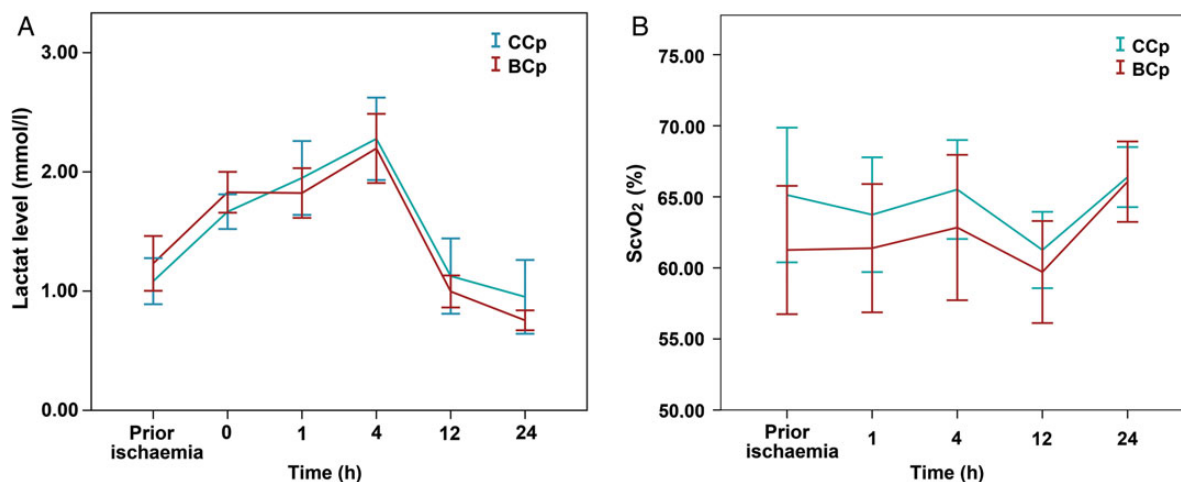 A
CCp
BCp
Lactat level (mmol/l)
3.00
2.00
1.00
0.00
Prior ischaemia
0
1
4
12
24
Time (h)
B
CCp
BCp
ScvO₂ (%)
75.00
70.00
65.00
60.00
55.00
50.00
Prior ischaemia
1
4
12
24
Time (h)